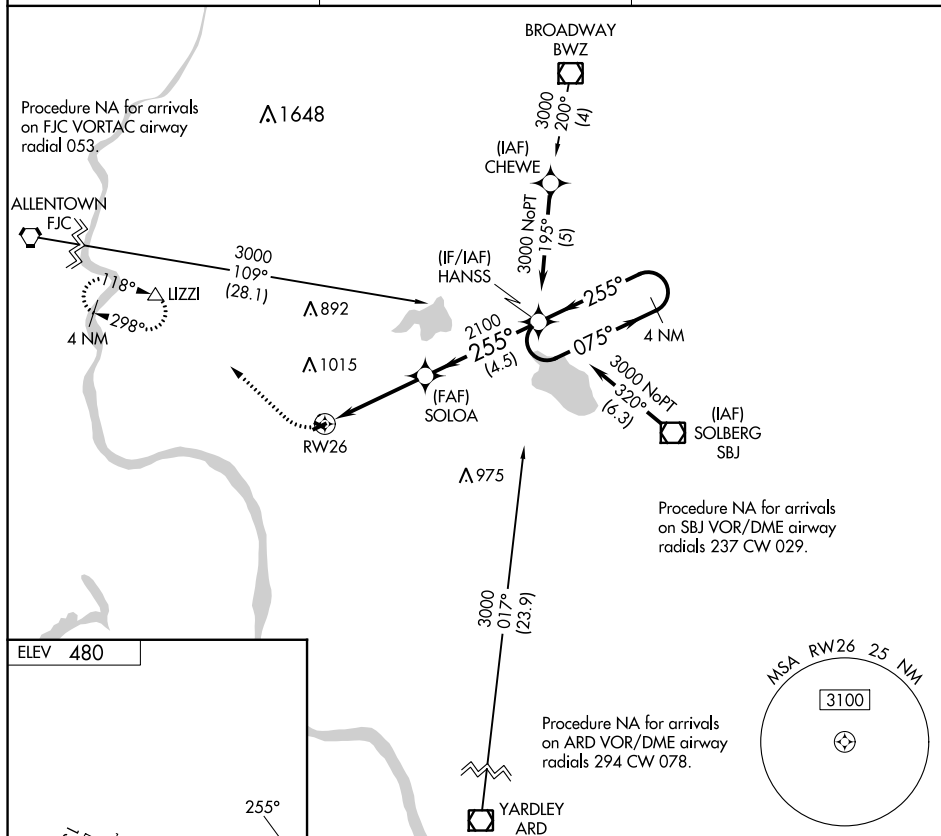 BROADWAY
BWZ
Procedure NA for arrivals
on FJC VORTAC airway
radial 053.
1648
3000
200°
(4)
(IAF)
CHEWE
ALLENTOWN
FJC
3000 NoPT
195°
(5)
3000
109°
(28.1)
(IF/IAF)
HANSS
118°
LIZZI
298°
4 NM
892
2100
255°
(4.5)
255°
075°
4 NM
1015
3000 NoPT
320°
(6.3)
(FAF)
SOLOA
(IAF)
SOLBERG
SBJ
RW26
975
Procedure NA for arrivals
on SBJ VOR/DME airway
radials 237 CW 029.
3000
017°
(23.9)
ELEV 480
MSA RW26 25 NM
3100
Procedure NA for arrivals
on ARD VOR/DME airway
radials 294 CW 078.
255°
YARDLEY
ARD